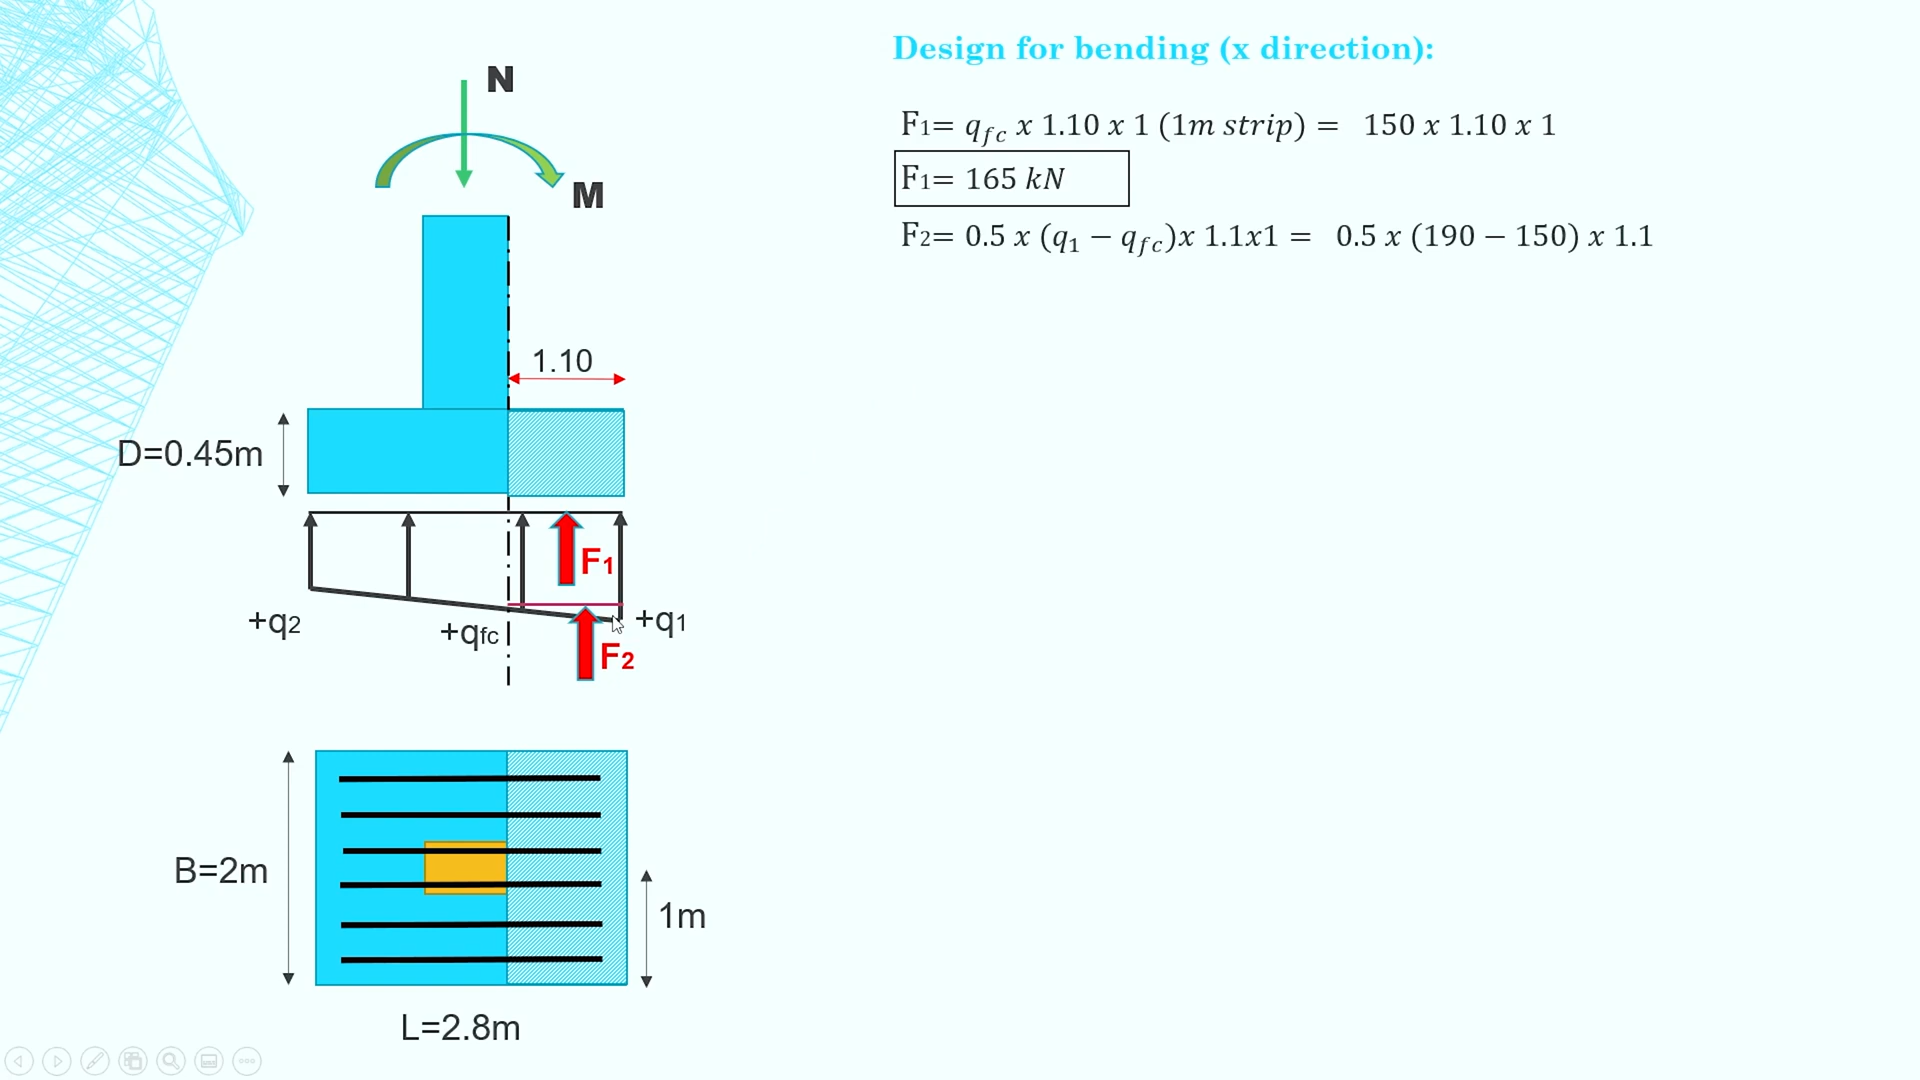 Design for bending (x direction):
F1= qfc x 1.10 x 1 (1m strip) = 150 x 1.10 x 1
F1= 165 kN
F2= 0.5 x (q1 − qfc)x 1.1x1 = 0.5 x (190 − 150) x 1.1
N
M
1.10
D=0.45m
F1
+q2
+qfc
+q1
F2
B=2m
1m
L=2.8m